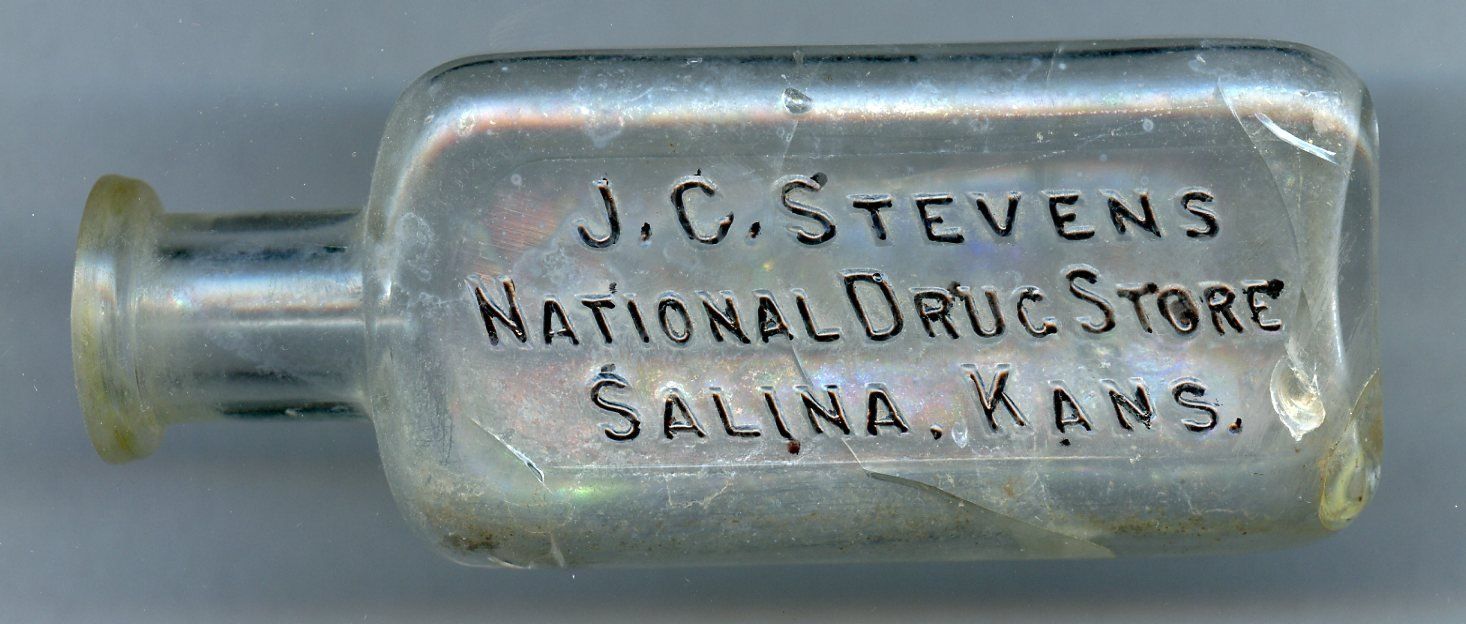 J. C. STEVENS
NATIONAL DRUG STORE
SALINA. KANS.